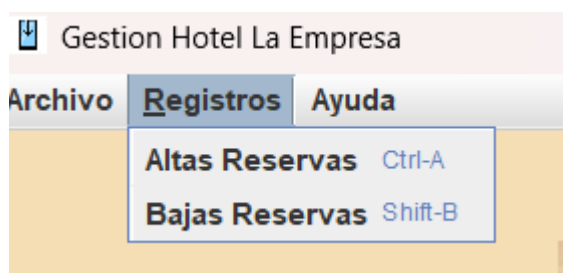 Gestion Hotel La Empresa
Archivo Registros Ayuda
Altas Reservas Ctrl-A
Bajas Reservas Shift-B